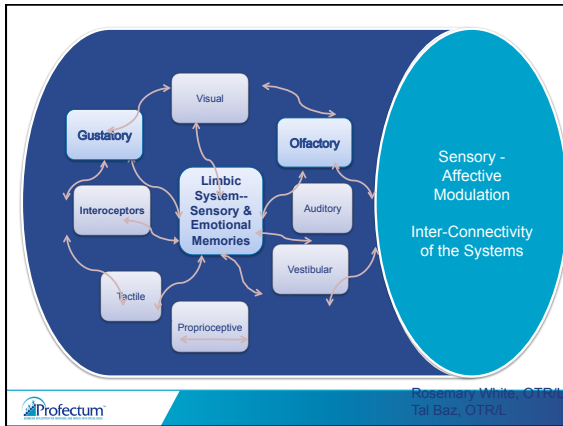 Visual
Gustatory
Olfactory
Limbic
System--
Sensory &
Emotional
Memories
Interoceptors
Auditory
Vestibular
Tactile
Proprioceptive
Sensory -
Affective
Modulation
Inter-Connectivity
of the Systems
Profectum™
Rosemary White, OTR/L
Tal Baz, OTR/L